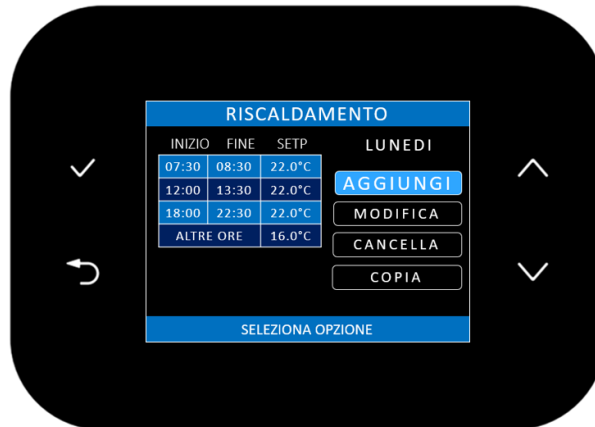 RISCALDAMENTO
INIZIO FINE SETP
07:30 08:30 22.0°C
12:00 13:30 22.0°C
18:00 22:30 22.0°C
ALTRE ORE 16.0°C
LUNEDI
AGGIUNGI
MODIFICA
CANCELLA
COPIA
SELEZIONA OPZIONE